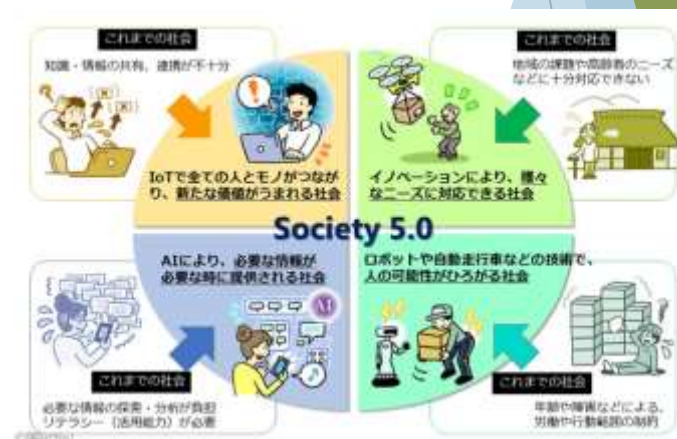 これまでの社会
知識・情報の共有、連携が不十分
IoTで全ての人とモノがつなが
り、新たな価値がうまれる社会
これまでの社会
地域の課題や高齢者のニーズ
などに十分対応できない
イノベーションにより、様々
なニーズに対応できる社会
Society 5.0
AIにより、必要な情報が
必要な時に提供される社会
AI
これまでの社会
必要な情報の探索・分析が負担
リテラシー（活用能力）が必要
ロボットや自動走行車などの技術で、
人の可能性がひろがる社会
これまでの社会
年齢や障害などによる、
労働や行動範囲の制約